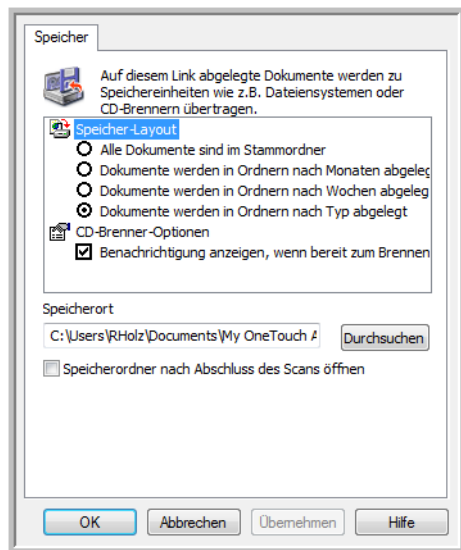 Speicher
Auf diesem Link abgelegte Dokumente werden zu
Speichereinheiten wie z.B. Dateiensystemen oder
CD-Brennern übertragen.
Speicher-Layout
Alle Dokumente sind im Stammordner
Dokumente werden in Ordnern nach Monaten abgeleg
Dokumente werden in Ordnern nach Wochen abgeleg
Dokumente werden in Ordnern nach Typ abgelegt
CD-Brenner-Optionen
Benachrichtigung anzeigen, wenn bereit zum Brennen
Speicherort
C:\Users\RHolz\Documents\My OneTouch A
Durchsuchen
Speicherordner nach Abschluss des Scans öffnen
OK Abbrechen Übernehmen Hilfe